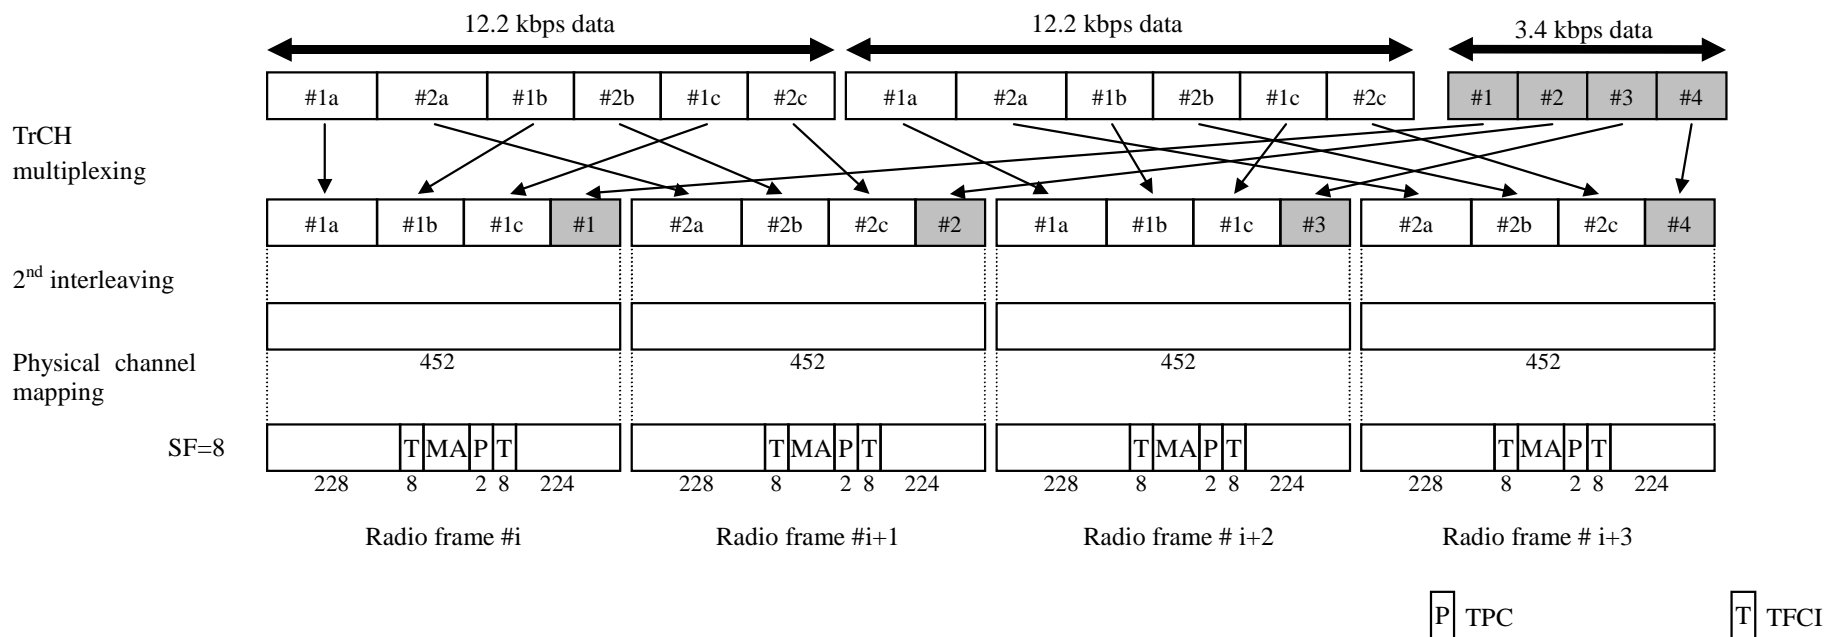 12.2 kbps data 12.2 kbps data 3.4 kbps data
#1a #2a #1b #2b #1c #2c #1a #2a #1b #2b #1c #2c #1 #2 #3 #4
TrCH
multiplexing
#1a #1b #1c #1 #2a #2b #2c #2 #1a #1b #1c #3 #2a #2b #2c #4
2nd interleaving
Physical channel
mapping
452 452 452 452
SF=8 T MA P T T MA P T T MA P T T MA P T
228 8 2 8 224 228 8 2 8 224 228 8 2 8 224 228 8 2 8 224
Radio frame #i Radio frame #i+1 Radio frame # i+2 Radio frame # i+3
P TPC T TFCI